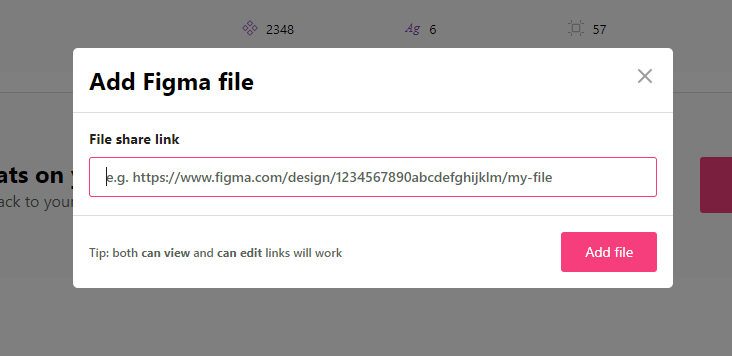 2348 Ag 6 57
Add Figma file
File share link
e.g. https://www.figma.com/design/1234567890abcdefghijklm/my-file
ats on
ack to your
Tip: both can view and can edit links will work
Add file